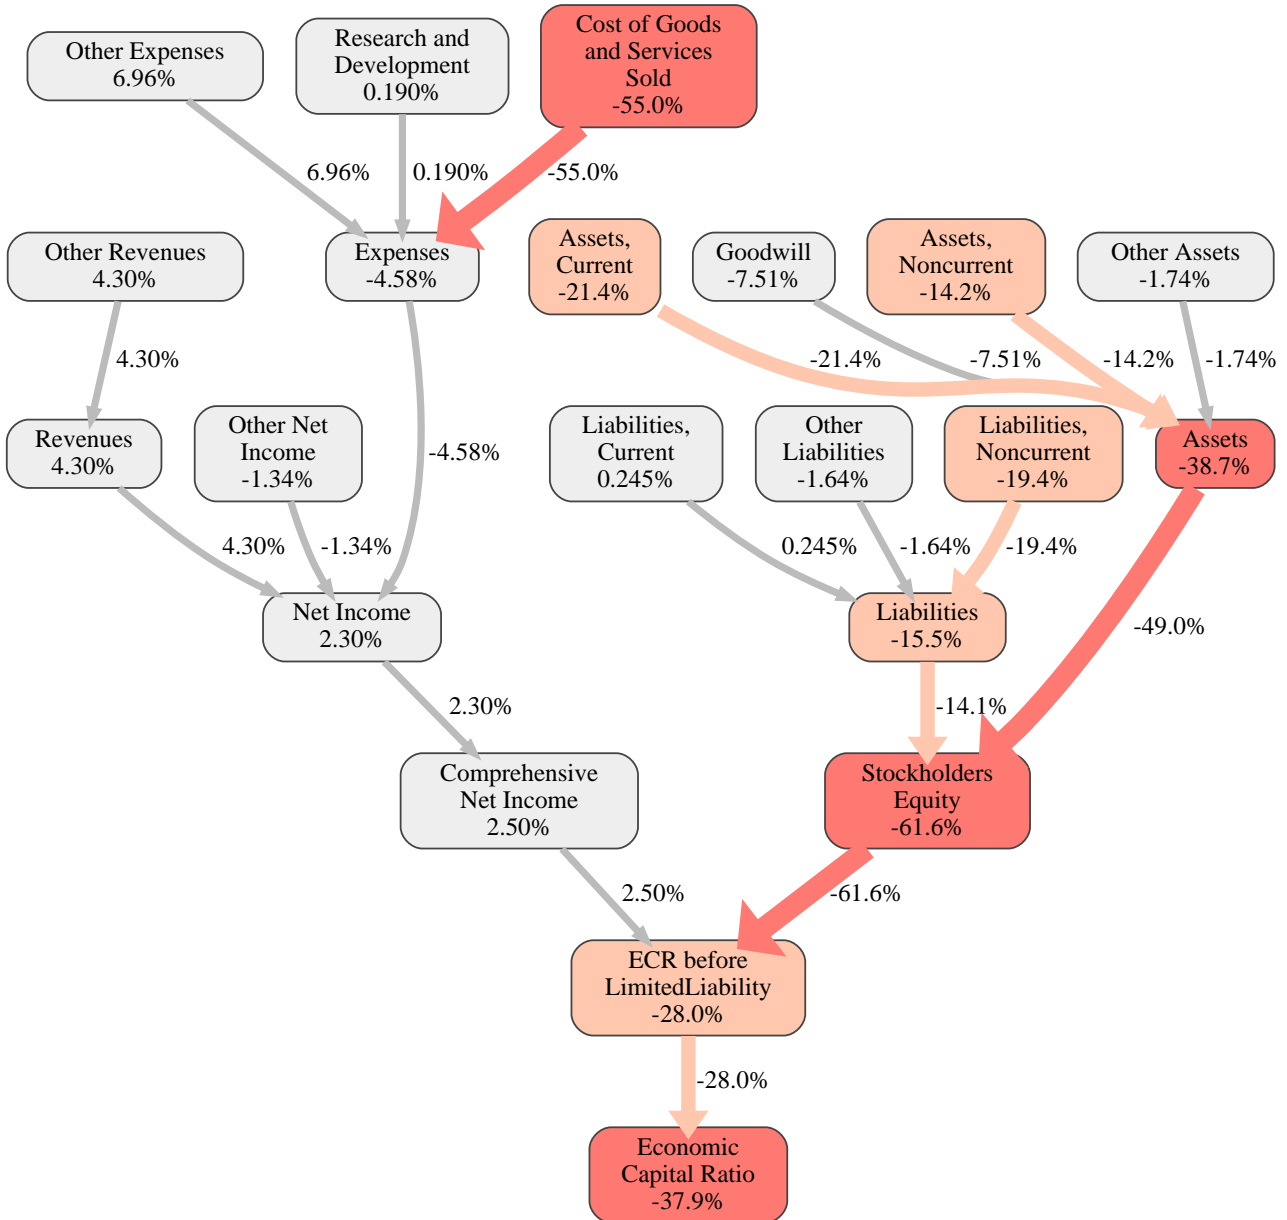 Other Expenses
6.96%
Research and
Development
0.190%
Cost of Goods
and Services
Sold
-55.0%
6.96%
0.190%
-55.0%
Other Revenues
4.30%
Expenses
-4.58%
Assets,
Current
-21.4%
Goodwill
-7.51%
Assets,
Noncurrent
-14.2%
Other Assets
-1.74%
4.30%
-21.4%
-7.51%
-14.2%
-1.74%
Revenues
4.30%
Other Net
Income
-1.34%
-4.58%
Liabilities,
Current
0.245%
Other
Liabilities
-1.64%
Liabilities,
Noncurrent
-19.4%
Assets
-38.7%
4.30%
-1.34%
0.245%
-1.64%
-19.4%
Net Income
2.30%
Liabilities
-15.5%
-49.0%
2.30%
-14.1%
Comprehensive
Net Income
2.50%
Stockholders
Equity
-61.6%
2.50%
-61.6%
ECR before
LimitedLiability
-28.0%
-28.0%
Economic
Capital Ratio
-37.9%